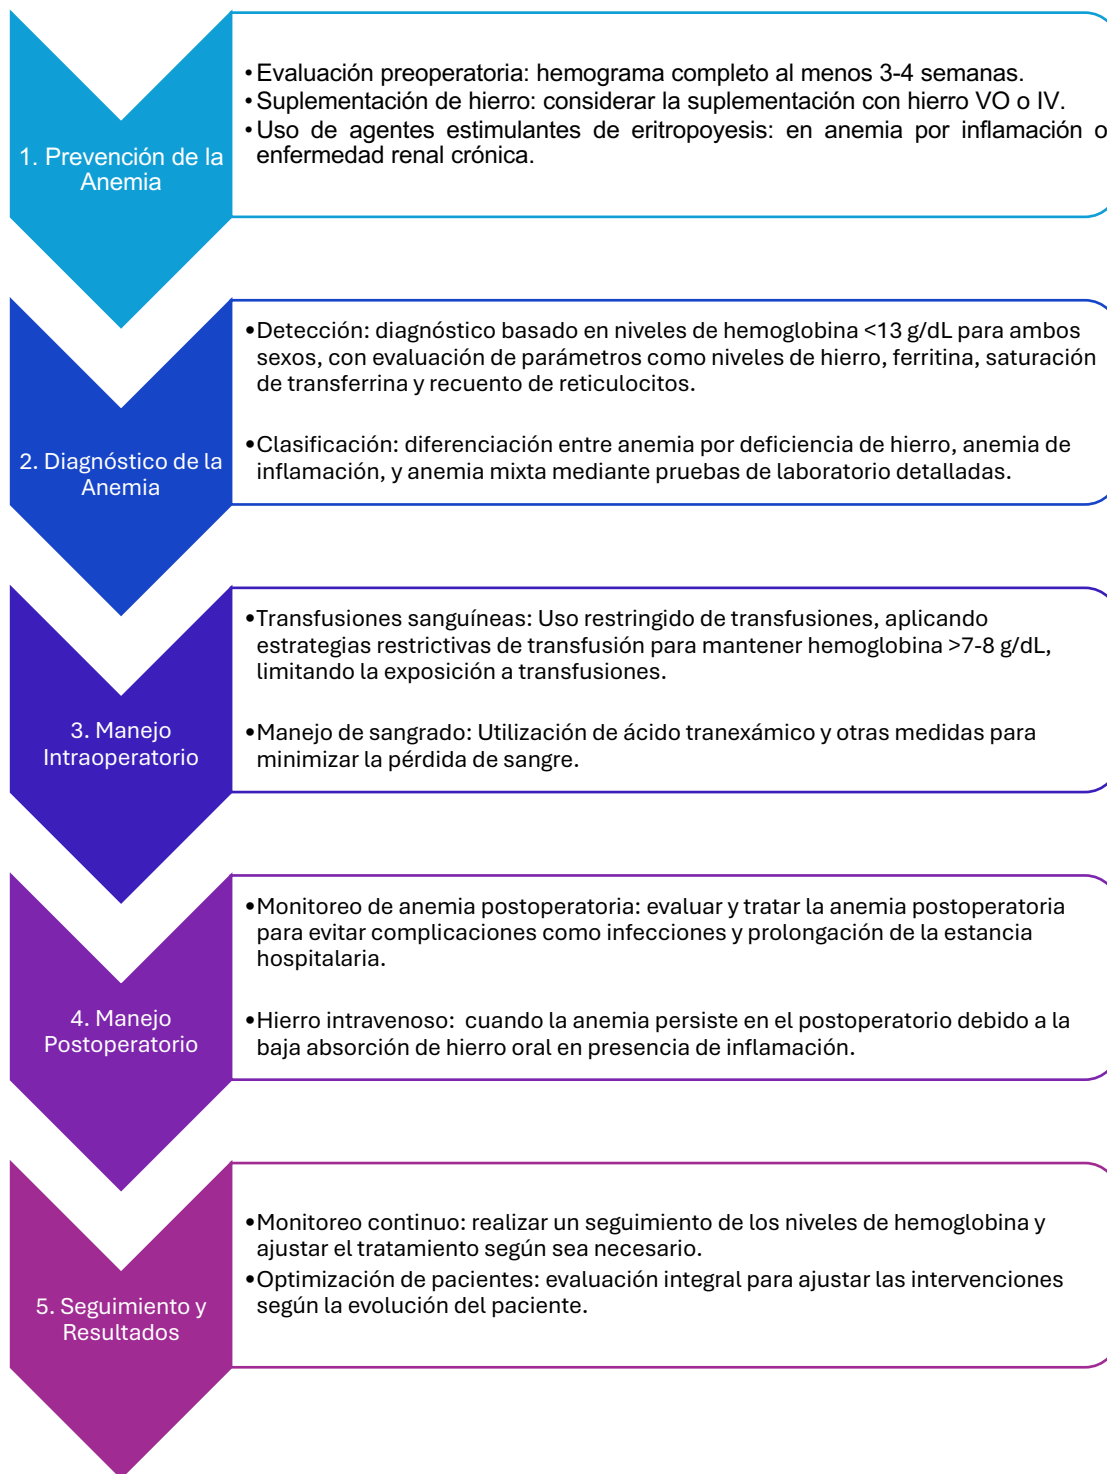 1. Prevención de la
Anemia
• Evaluación preoperatoria: hemograma completo al menos 3-4 semanas.
• Suplementación de hierro: considerar la suplementación con hierro VO o IV.
• Uso de agentes estimulantes de eritropoyesis: en anemia por inflamación o
enfermedad renal crónica.
2. Diagnóstico de la
Anemia
•Detección: diagnóstico basado en niveles de hemoglobina <13 g/dL para ambos
sexos, con evaluación de parámetros como niveles de hierro, ferritina, saturación
de transferrina y recuento de reticulocitos.
•Clasificación: diferenciación entre anemia por deficiencia de hierro, anemia de
inflamación, y anemia mixta mediante pruebas de laboratorio detalladas.
3. Manejo
Intraoperatorio
•Transfusiones sanguíneas: Uso restringido de transfusiones, aplicando
estrategias restrictivas de transfusión para mantener hemoglobina >7-8 g/dL,
limitando la exposición a transfusiones.
•Manejo de sangrado: Utilización de ácido tranexámico y otras medidas para
minimizar la pérdida de sangre.
4. Manejo
Postoperatorio
•Monitoreo de anemia postoperatoria: evaluar y tratar la anemia postoperatoria
para evitar complicaciones como infecciones y prolongación de la estancia
hospitalaria.
•Hierro intravenoso: cuando la anemia persiste en el postoperatorio debido a la
baja absorción de hierro oral en presencia de inflamación.
5. Seguimiento y
Resultados
•Monitoreo continuo: realizar un seguimiento de los niveles de hemoglobina y
ajustar el tratamiento según sea necesario.
•Optimización de pacientes: evaluación integral para ajustar las intervenciones
según la evolución del paciente.